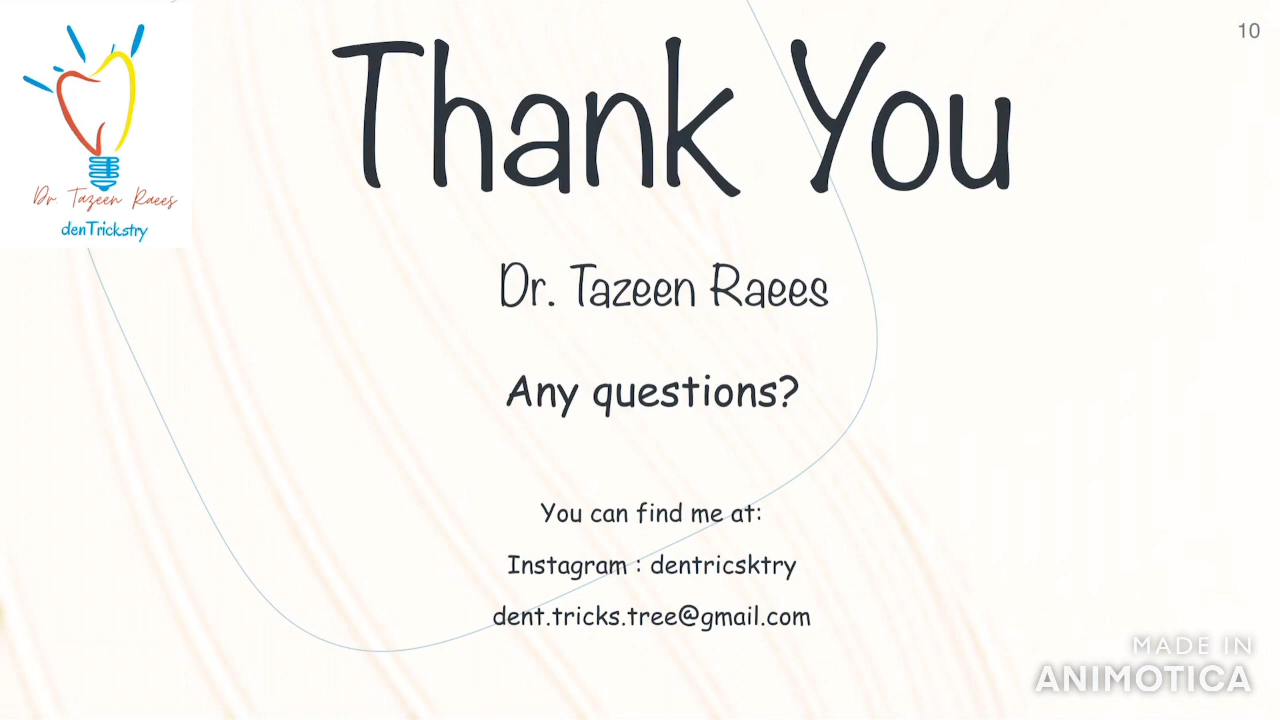 10
Thank You
Dr. Tazeen Raees
denTrickstry
Dr. Tazeen Raees
Any questions?
You can find me at:
Instagram : dentricsktry
dent.tricks.tree@gmail.com
MADE IN
ANIMOTICA